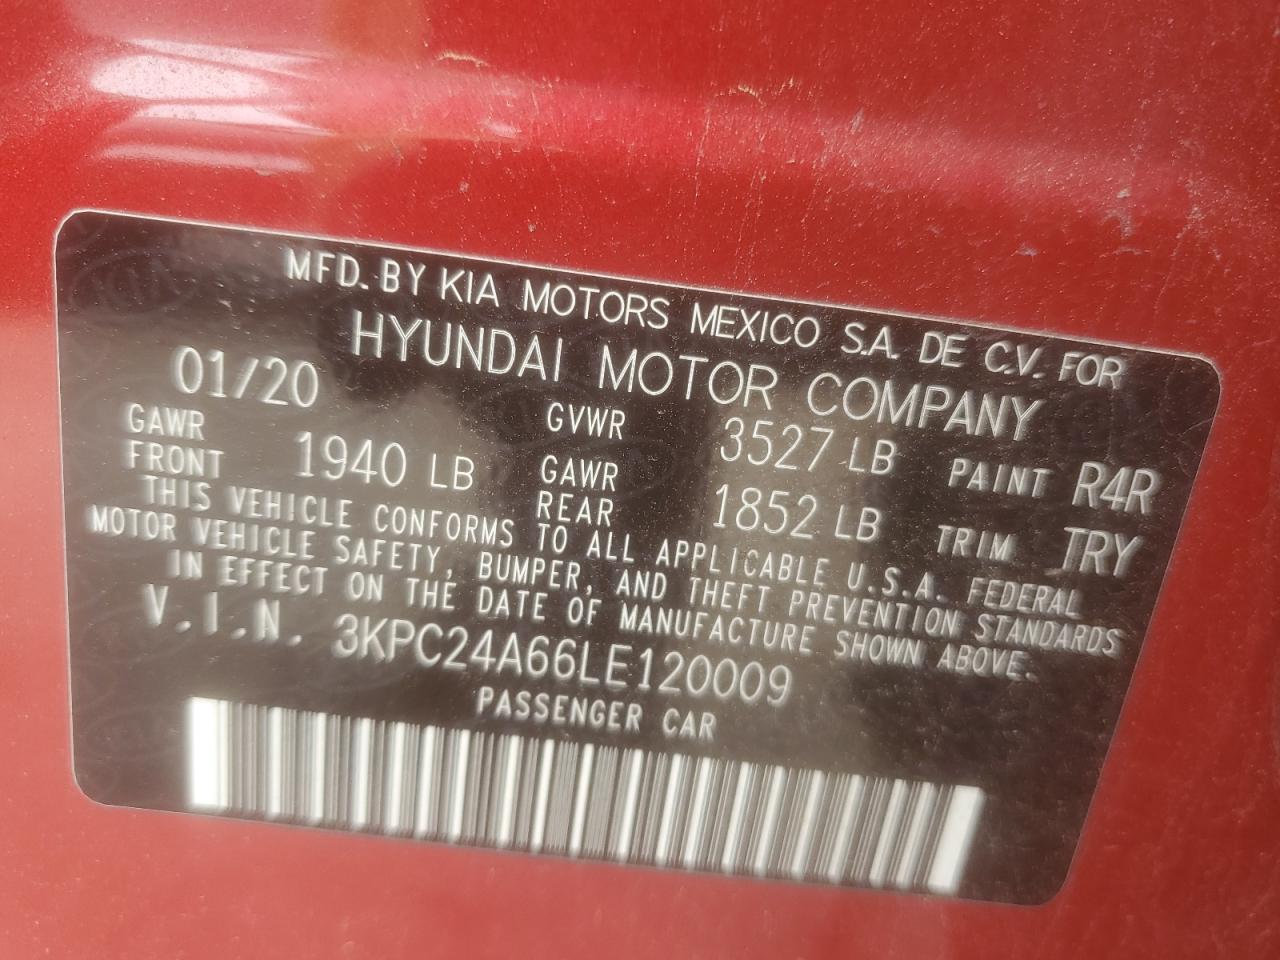 MFD. BY KIA MOTORS MEXICO S.A. DE C.V. FOR
HYUNDAI MOTOR COMPANY
01/20
GVWR 3527 LB
GAWR FRONT 1940 LB
GAWR REAR 1852 LB
PAINT R4R
TRIM TRY
THIS VEHICLE CONFORMS TO ALL APPLICABLE U.S.A. FEDERAL
MOTOR VEHICLE SAFETY, BUMPER, AND THEFT PREVENTION STANDARDS
IN EFFECT ON THE DATE OF MANUFACTURE SHOWN ABOVE.
V.I.N. 3KPC24A66LE120009
PASSENGER CAR